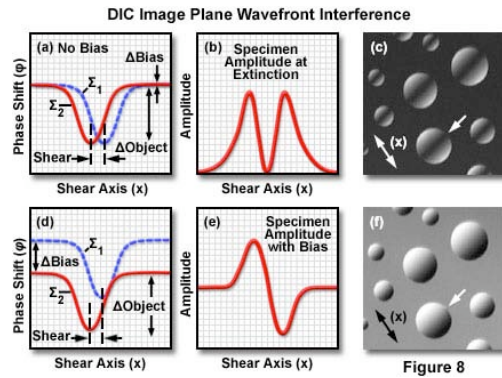 DIC Image Plane Wavefront Interference
(a) No Bias
ΔBias
Σ1
Σ2
Shear
ΔObject
Phase Shift (φ)
Shear Axis (x)
(b)
Specimen
Amplitude at
Extinction
Amplitude
Shear Axis (x)
(c)
(x)
(d)
Σ1
ΔBias
Σ2
Shear
ΔObject
Phase Shift (φ)
Shear Axis (x)
(e)
Specimen
Amplitude
with Bias
Amplitude
Shear Axis (x)
(f)
(x)
Figure 8